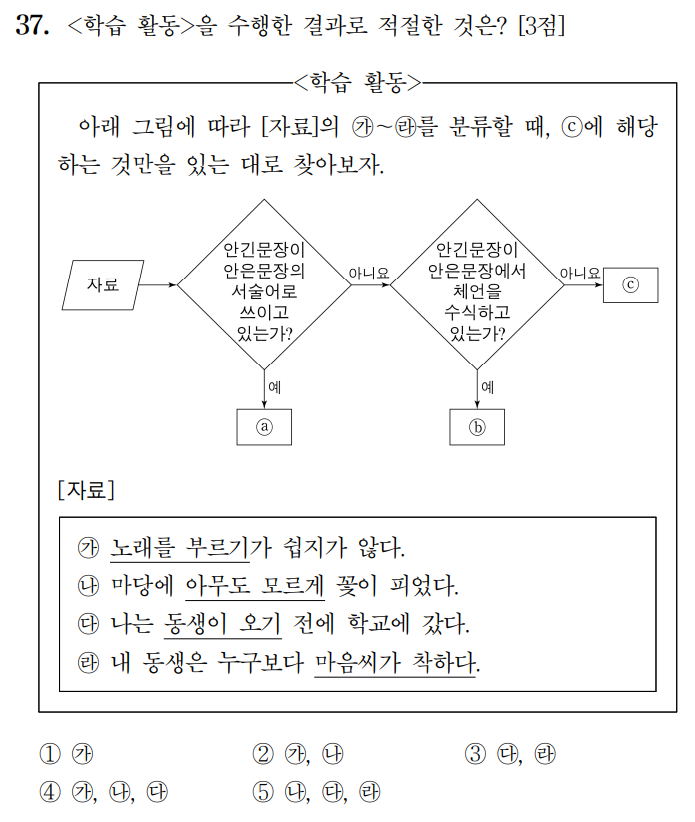 37. <학습 활동>을 수행한 결과로 적절한 것은? [3점]
<학습 활동>
아래 그림에 따라 [자료]의 ㉮～㉱를 분류할 때, ⓒ에 해당
하는 것만을 있는 대로 찾아보자.
자료
안긴문장이
안은문장의
서술어로
쓰이고
있는가?
아니요
안긴문장이
안은문장에서
체언을
수식하고
있는가?
아니요
ⓒ
예
예
ⓐ
ⓑ
[자료]
㉮ 노래를 부르기가 쉽지가 않다.
㉯ 마당에 아무도 모르게 꽃이 피었다.
㉰ 나는 동생이 오기 전에 학교에 갔다.
㉱ 내 동생은 누구보다 마음씨가 착하다.
① ㉮ ② ㉮, ㉯ ③ ㉰, ㉱
④ ㉮, ㉯, ㉰ ⑤ ㉯, ㉰, ㉱